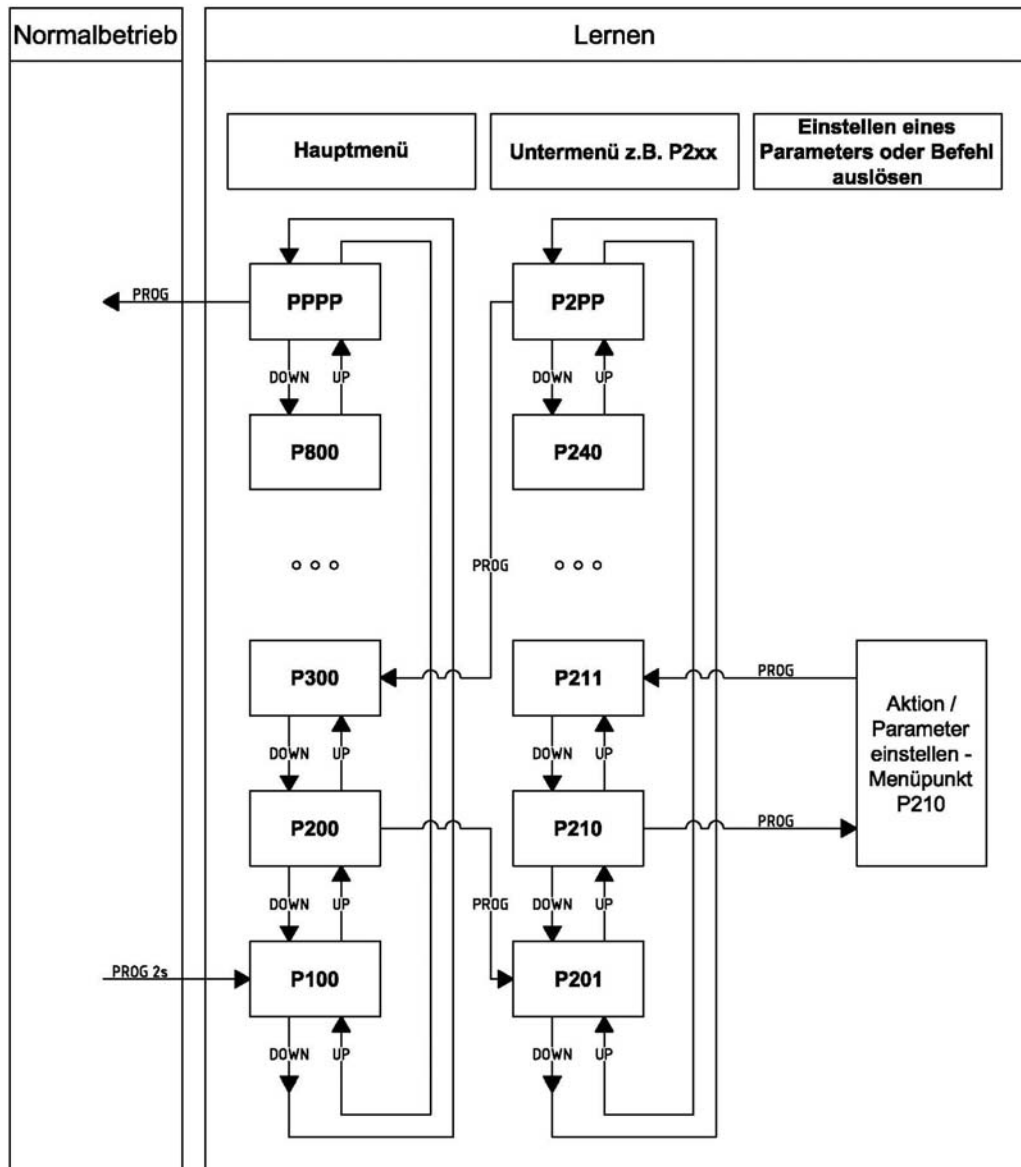 Normalbetrieb
Lernen
Hauptmenü
Untermenü z.B. P2xx
Einstellen eines
Parameters oder Befehl
auslösen
PROG
PPPP
P2PP
DOWN
UP
DOWN
UP
P800
P240
PROG
P300
P211
PROG
DOWN
UP
DOWN
UP
Aktion /
Parameter
einstellen -
Menüpunkt
P210
P200
P210
PROG
DOWN
UP
PROG
DOWN
UP
PROG 2s
P100
P201
DOWN
UP
DOWN
UP